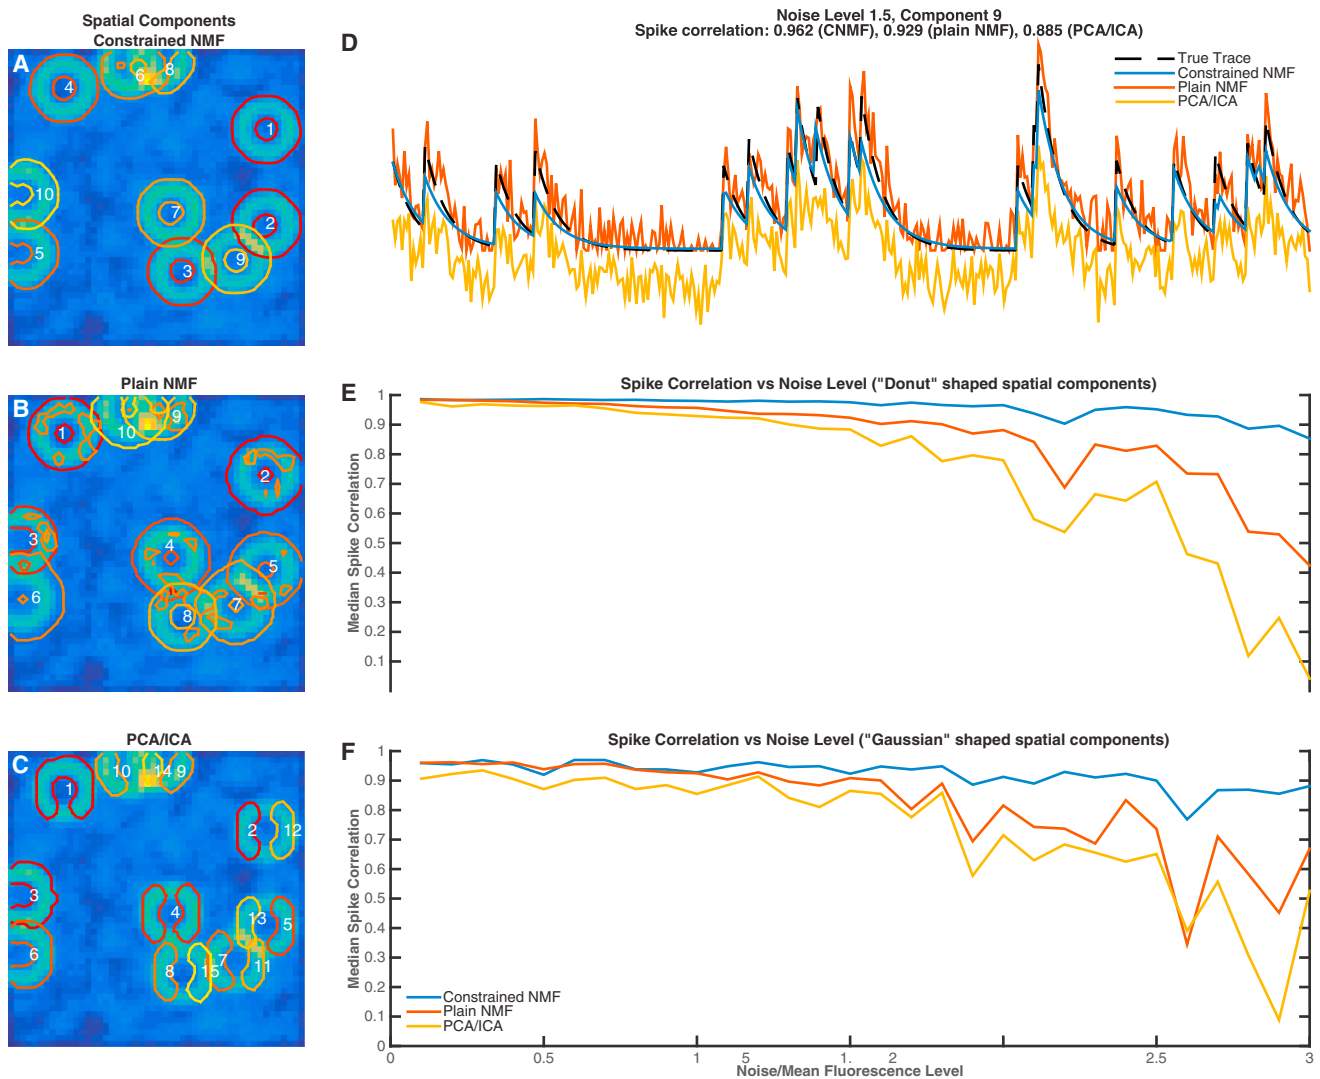 Spatial Components
Constrained NMF
A
4
6
8
1
10
7
2
5
3
9
Plain NMF
B
1
10
9
2
3
4
5
6
8
7
PCA/ICA
C
1
10
14
9
2
12
3
4
13
5
6
8
15
7
11
D
Noise Level 1.5, Component 9
Spike correlation: 0.962 (CNMF), 0.929 (plain NMF), 0.885 (PCA/ICA)
True Trace
Constrained NMF
Plain NMF
PCA/ICA
E
Spike Correlation vs Noise Level ("Donut" shaped spatial components)
Median Spike Correlation
1
0.9
0.8
0.7
0.6
0.5
0.4
0.3
0.2
0.1
F
Spike Correlation vs Noise Level ("Gaussian" shaped spatial components)
Median Spike Correlation
1
0.9
0.8
0.7
0.6
0.5
0.4
0.3
0.2
0.1
0
Constrained NMF
Plain NMF
PCA/ICA
0 0.5 1 5 1. 2 2.5 3
Noise/Mean Fluorescence Level